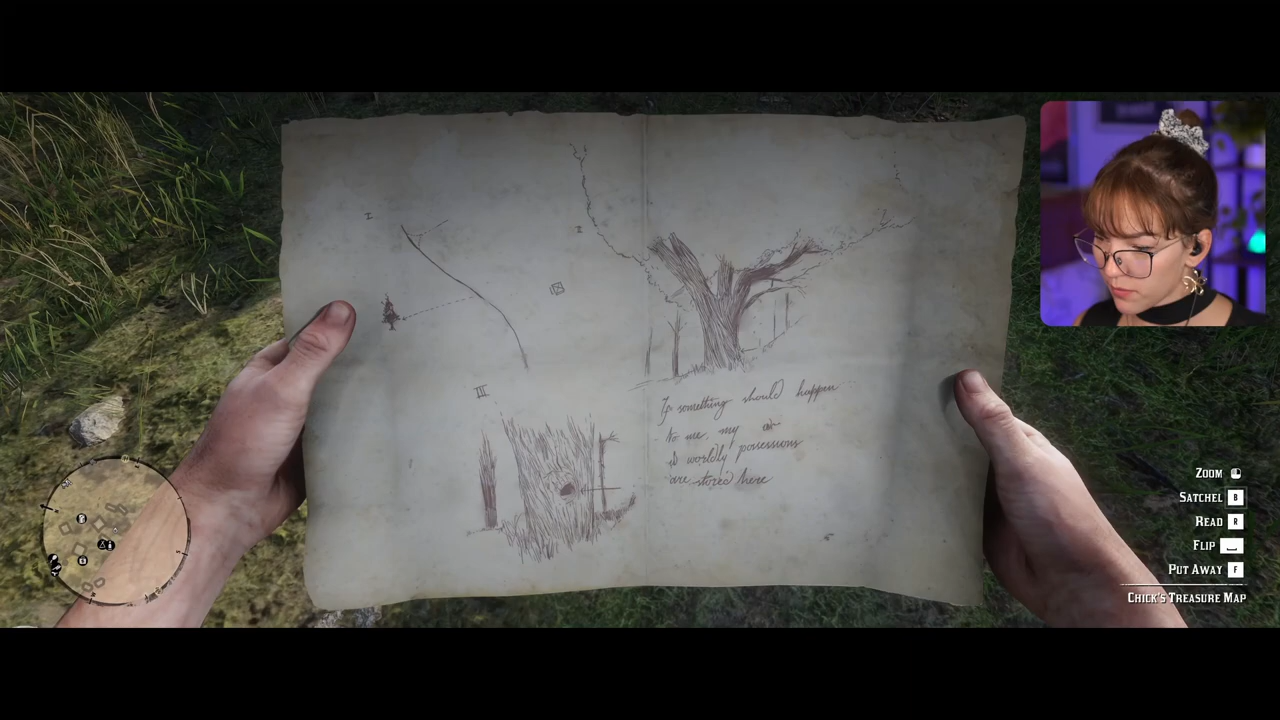 I
I
III
If something should happen
to me, my
worldly possessions
are stored here
ZOOM
SATCHEL B
READ R
FLIP
PUT AWAY F
CHICK'S TREASURE MAP